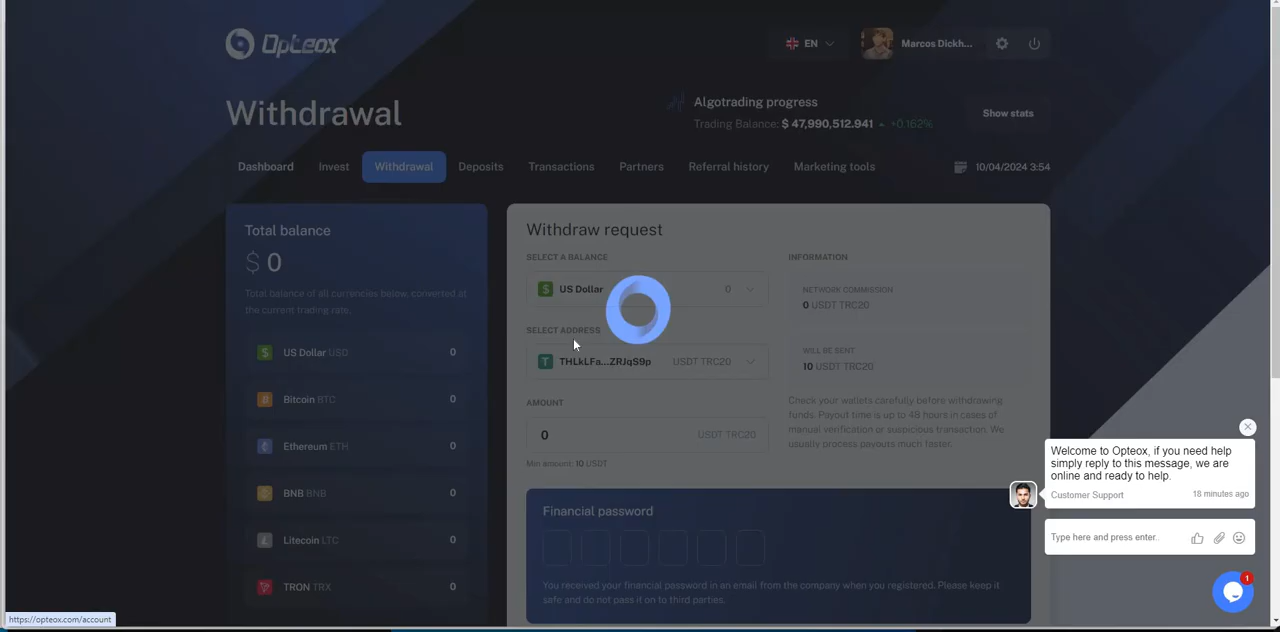 Opteox
EN
Marcos Dickh...
Withdrawal
Algotrading progress
Trading Balance: $ 47,990,512.941 +0.162%
Show stats
Dashboard Invest Withdrawal Deposits Transactions Partners Referral history Marketing tools 10/04/2024 3:54
Total balance
$ 0
Total balance of all currencies below, converted at
the current trading rate.
US Dollar USD 0
Bitcoin BTC 0
Ethereum ETH 0
BNB BNB 0
Litecoin LTC 0
TRON TRX 0
Withdraw request
SELECT A BALANCE
$ US Dollar 0
SELECT ADDRESS
T THLkLFa...ZRJqS9p USDT TRC20
AMOUNT
0 USDT TRC20
Min amount: 10 USDT
INFORMATION
NETWORK COMMISSION
0 USDT TRC20
WILL BE SENT
10 USDT TRC20
Check your wallets carefully before withdrawing
funds. Payout time is up to 48 hours in cases of
manual verification or suspicious transaction. We
usually process payouts much faster.
Financial password
You received your financial password in an email from the company when you registered. Please keep it
safe and do not pass it on to third parties.
Welcome to Opteox, if you need help
simply reply to this message, we are
online and ready to help.
Customer Support 18 minutes ago
Type here and press enter..
1
https://opteox.com/account